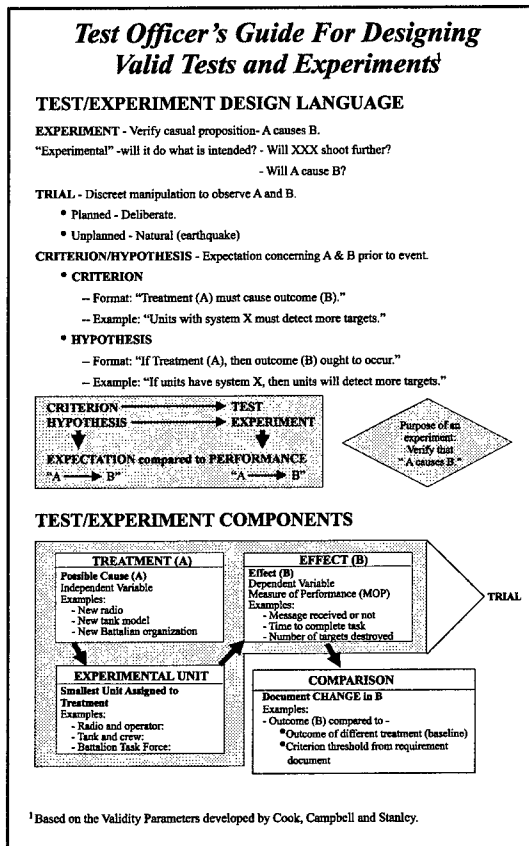 Test Officer's Guide For Designing
Valid Tests and Experiments¹
TEST/EXPERIMENT DESIGN LANGUAGE
EXPERIMENT - Verify casual proposition- A causes B.
"Experimental" -will it do what is intended? - Will XXX shoot further?
- Will A cause B?
TRIAL - Discreet manipulation to observe A and B.
• Planned - Deliberate.
• Unplanned - Natural (earthquake)
CRITERION/HYPOTHESIS - Expectation concerning A & B prior to event.
• CRITERION
– Format: "Treatment (A) must cause outcome (B)."
– Example: "Units with system X must detect more targets."
• HYPOTHESIS
– Format: "If Treatment (A), then outcome (B) ought to occur."
– Example: "If units have system X, then units will detect more targets."
CRITERION → TEST
HYPOTHESIS → EXPERIMENT
EXPECTATION compared to PERFORMANCE
"A → B" "A → B"
Purpose of an
experiment:
Verify that
"A causes B."
TEST/EXPERIMENT COMPONENTS
TREATMENT (A)
Possible Cause (A)
Independent Variable
Examples:
- New radio
- New tank model
- New Battalian organization
EFFECT (B)
Effect (B)
Dependent Variable
Measure of Performance (MOP)
Examples:
- Message received or not
- Time to complete task
- Number of targets destroved
TRIAL
EXPERIMENTAL UNIT
Smallest Unit Assigned to
Treatment
Examples:
- Radio and operator:
- Tank and crew:
- Battalion Task Force:
COMPARISON
Document CHANGE in B
Examples:
- Outcome (B) compared to -
•Outcome of different treatment (baseline)
•Criterion threshold from requirement
document
¹Based on the Validity Parameters developed by Cook, Campbell and Stanley.